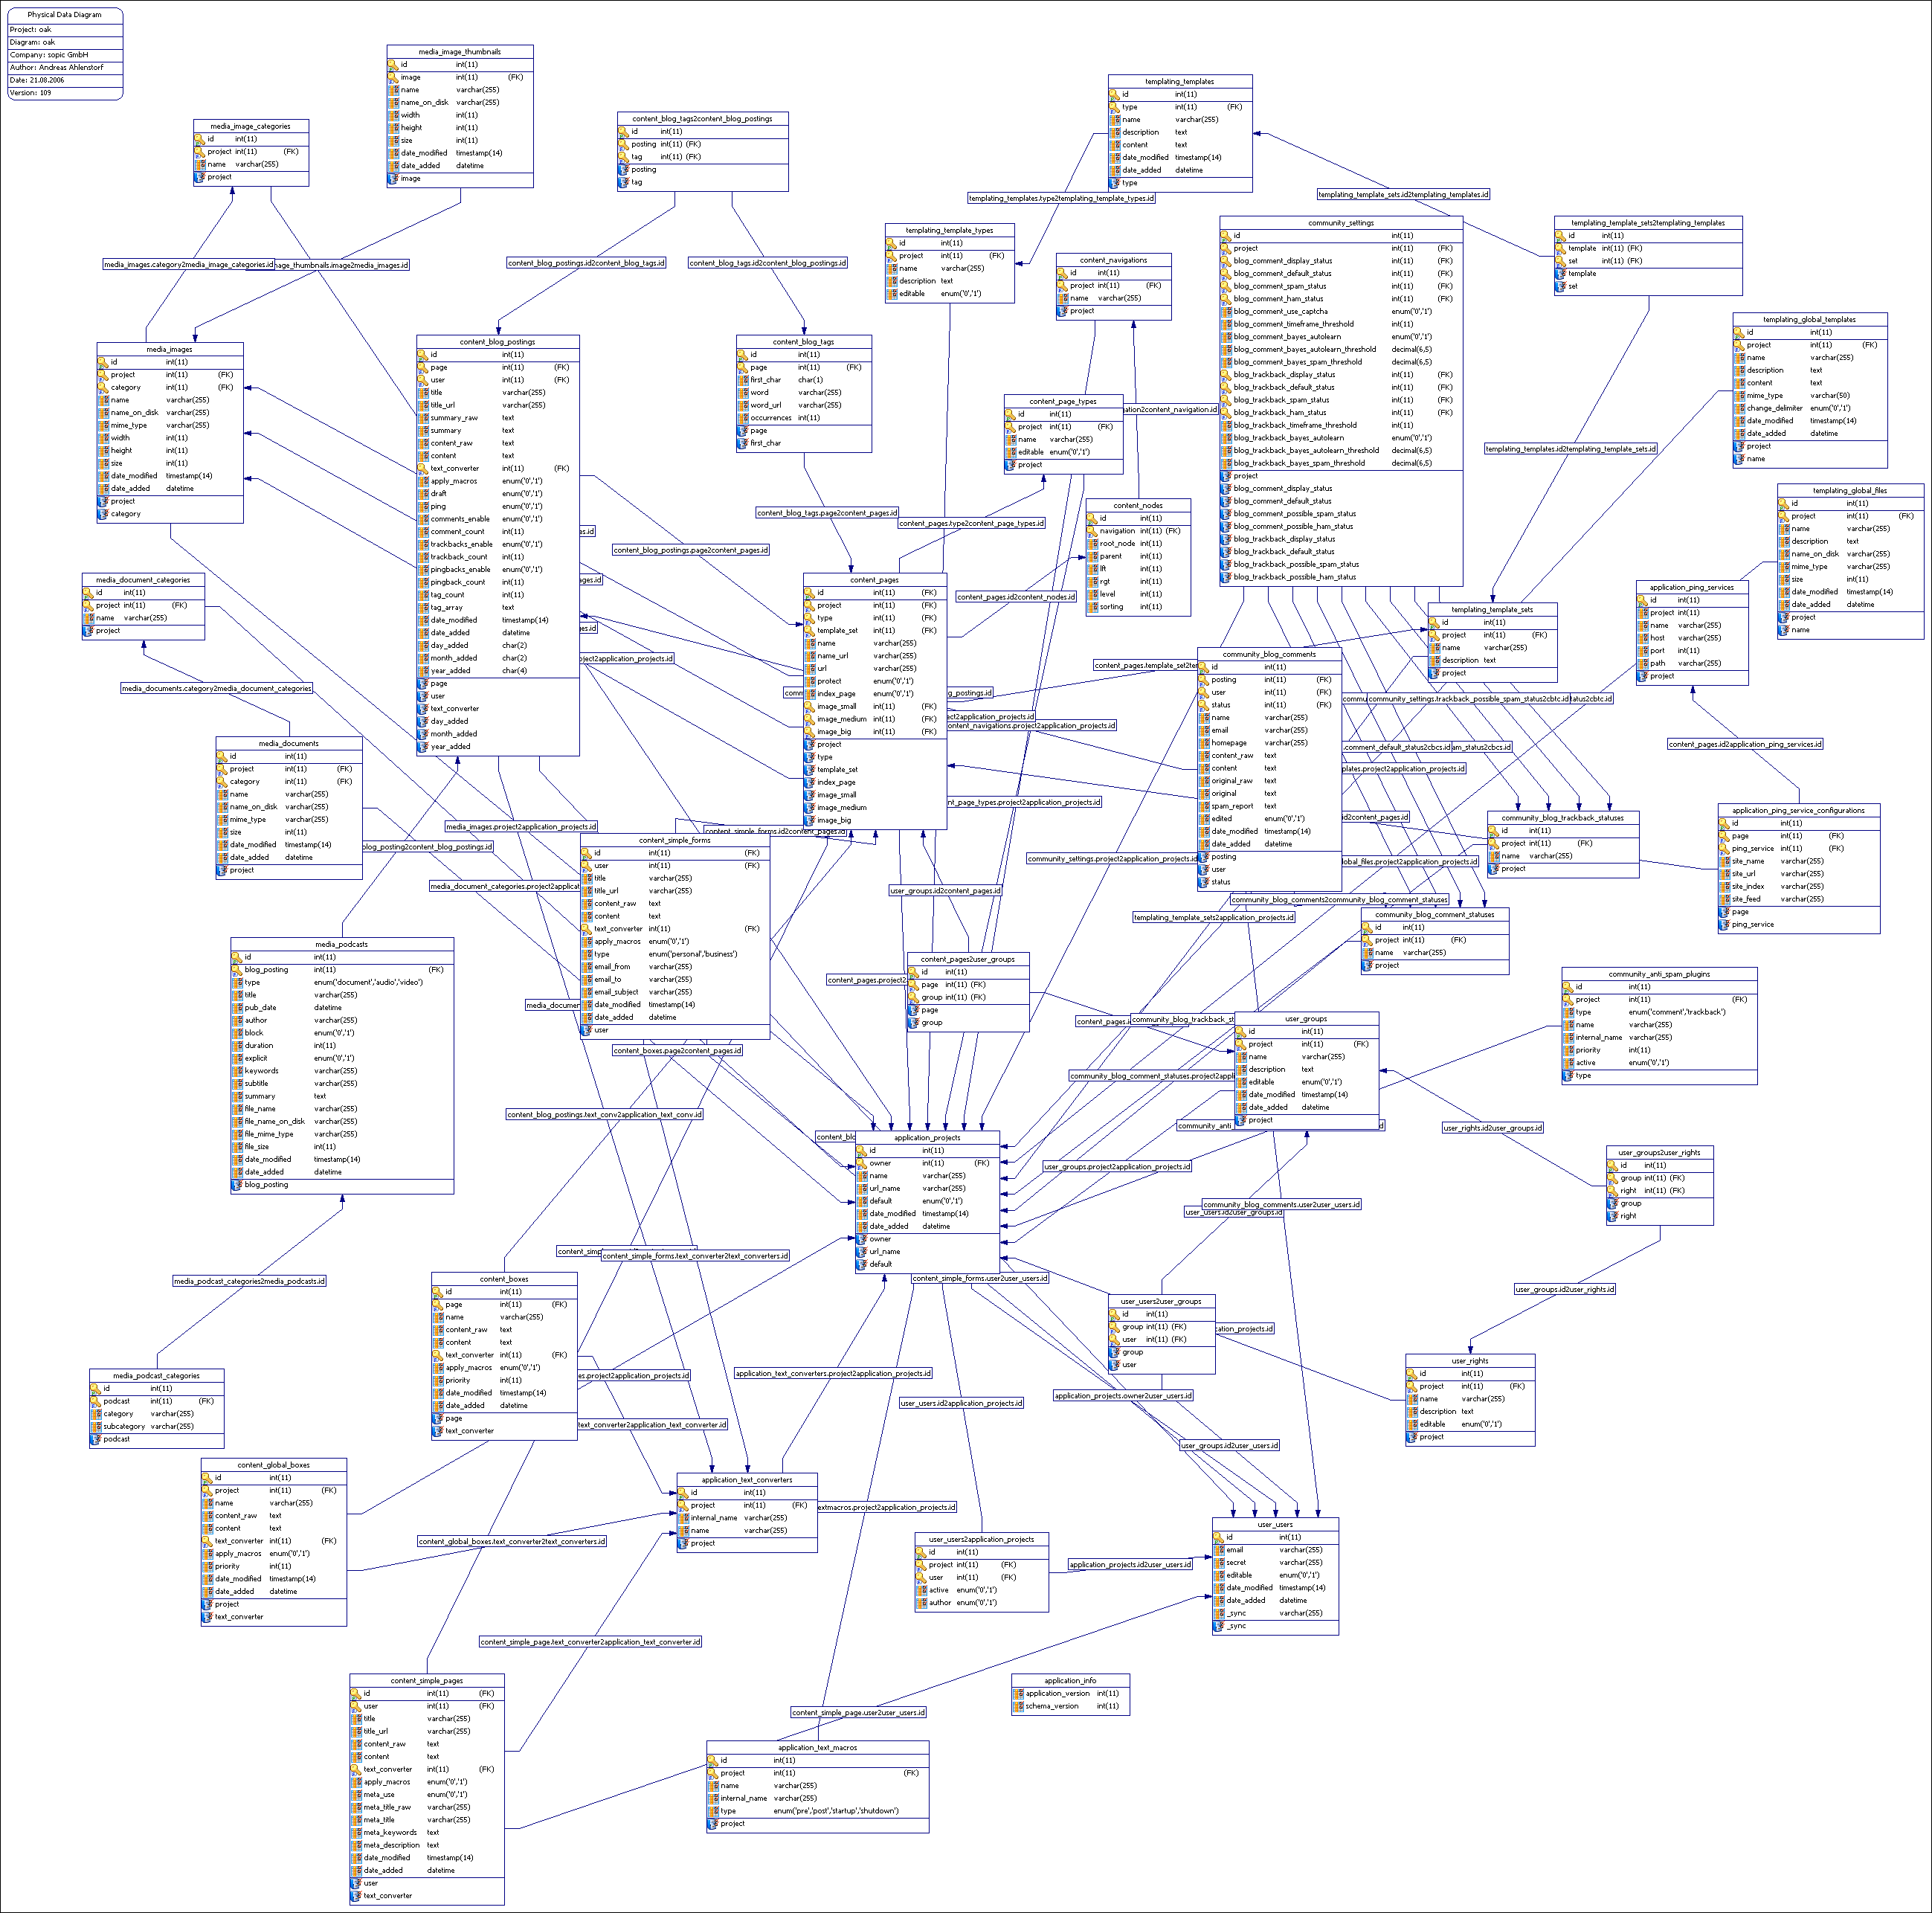 Physical Data Diagram
Project: oak
Diagram: oak
Company: sopic GmbH
Author: Andreas Ahlenstorf
Date: 21.08.2006
Version: 109
media_image_thumbnails
id int(11)
image int(11) (FK)
name varchar(255)
name_on_disk varchar(255)
width int(11)
height int(11)
size int(11)
date_modified timestamp(14)
date_added datetime
image
media_image_categories
id int(11)
project int(11) (FK)
name varchar(255)
project
content_blog_tags2content_blog_postings
id int(11)
posting int(11) (FK)
tag int(11) (FK)
posting
tag
templating_templates
id int(11)
type int(11) (FK)
name varchar(255)
description text
content text
date_modified timestamp(14)
date_added datetime
type
templating_templates.type2templating_template_types.id
templating_template_sets.id2templating_templates.id
templating_template_types
id int(11)
project int(11) (FK)
name varchar(255)
description text
editable enum('0','1')
content_navigations
id int(11)
project int(11) (FK)
name varchar(255)
project
community_settings
id int(11)
project int(11) (FK)
blog_comment_display_status int(11) (FK)
blog_comment_default_status int(11) (FK)
blog_comment_spam_status int(11) (FK)
blog_comment_ham_status int(11) (FK)
blog_comment_use_captcha enum('0','1')
blog_comment_timeframe_threshold int(11)
blog_comment_bayes_autolearn enum('0','1')
blog_comment_bayes_autolearn_threshold decimal(6,5)
blog_comment_bayes_spam_threshold decimal(6,5)
blog_trackback_display_status int(11) (FK)
blog_trackback_default_status int(11) (FK)
blog_trackback_spam_status int(11) (FK)
blog_trackback_ham_status int(11) (FK)
blog_trackback_timeframe_threshold int(11)
blog_trackback_bayes_autolearn enum('0','1')
blog_trackback_bayes_autolearn_threshold decimal(6,5)
blog_trackback_bayes_spam_threshold decimal(6,5)
project
blog_comment_display_status
blog_comment_default_status
blog_comment_possible_spam_status
blog_comment_possible_ham_status
blog_trackback_display_status
blog_trackback_default_status
blog_trackback_possible_spam_status
blog_trackback_possible_ham_status
templating_template_sets2templating_templates
id int(11)
template int(11) (FK)
set int(11) (FK)
template
set
templating_global_templates
id int(11)
project int(11) (FK)
name varchar(255)
description text
content text
mime_type varchar(50)
change_delimiter enum('0','1')
date_modified timestamp(14)
date_added datetime
project
name
media_images.category2media_image_categories.id
mage_thumbnails.image2media_images.id
content_blog_postings.id2content_blog_tags.id
content_blog_tags.id2content_blog_postings.id
media_images
id int(11)
project int(11) (FK)
category int(11) (FK)
name varchar(255)
name_on_disk varchar(255)
mime_type varchar(255)
width int(11)
height int(11)
size int(11)
date_modified timestamp(14)
date_added datetime
project
category
content_blog_postings
id int(11)
page int(11) (FK)
user int(11) (FK)
title varchar(255)
title_url varchar(255)
summary_raw text
summary text
content_raw text
content text
text_converter int(11) (FK)
apply_macros enum('0','1')
draft enum('0','1')
ping enum('0','1')
comments_enable enum('0','1')
comment_count int(11)
trackbacks_enable enum('0','1')
trackback_count int(11)
pingbacks_enable enum('0','1')
pingback_count int(11)
tag_count int(11)
tag_array text
date_modified timestamp(14)
date_added datetime
day_added char(2)
month_added char(2)
year_added char(4)
page
user
text_converter
day_added
month_added
year_added
content_blog_tags
id int(11)
page int(11) (FK)
first_char char(1)
word varchar(255)
word_url varchar(255)
occurrences int(11)
page
first_char
content_page_types
id int(11)
project int(11) (FK)
name varchar(255)
editable enum('0','1')
project
ation2content_navigation.id
templating_templates.id2templating_template_sets.id
content_nodes
id int(11)
navigation int(11) (FK)
root_node int(11)
parent int(11)
lft int(11)
rgt int(11)
level int(11)
sorting int(11)
templating_global_files
id int(11)
project int(11) (FK)
name varchar(255)
description text
name_on_disk varchar(255)
mime_type varchar(255)
size int(11)
date_modified timestamp(14)
date_added datetime
project
name
content_blog_tags.page2content_pages.id
content_pages.type2content_page_types.id
es.id
content_blog_postings.page2content_pages.id
ages.id
content_pages.id2content_nodes.id
ges.id
roject2application_projects.id
media_document_categories
id int(11)
project int(11) (FK)
name varchar(255)
project
content_pages
id int(11) (FK)
project int(11) (FK)
type int(11) (FK)
template_set int(11) (FK)
name varchar(255)
name_url varchar(255)
url varchar(255)
protect enum('0','1')
index_page enum('0','1')
image_small int(11) (FK)
image_medium int(11) (FK)
image_big int(11) (FK)
project
type
template_set
index_page
image_small
image_medium
image_big
application_ping_services
id int(11)
project int(11)
name varchar(255)
host varchar(255)
port int(11)
path varchar(255)
project
templating_template_sets
id int(11)
project int(11) (FK)
name varchar(255)
description text
project
community_blog_comments
id int(11)
posting int(11) (FK)
user int(11) (FK)
status int(11) (FK)
name varchar(255)
email varchar(255)
homepage varchar(255)
content_raw text
content text
original_raw text
original text
spam_report text
edited enum('0','1')
date_modified timestamp(14)
date_added datetime
posting
user
status
content_pages.template_set2te
media_documents.category2media_document_categories
com
g_postings.id
commu
community_settings.trackback_possible_spam_status2cbtc.id
tatus2cbtc.id
ect2application_projects.id
ontent_navigations.project2application_projects.id
content_pages.id2application_ping_services.id
.comment_default_status2cbcs.id
am_status2cbcs.id
plates.project2application_projects.id
media_documents
id int(11)
project int(11) (FK)
category int(11) (FK)
name varchar(255)
name_on_disk varchar(255)
mime_type varchar(255)
size int(11)
date_modified timestamp(14)
date_added datetime
project
nt_page_types.project2application_projects.id
application_ping_service_configurations
id int(11)
page int(11) (FK)
ping_service int(11) (FK)
site_name varchar(255)
site_url varchar(255)
site_index varchar(255)
site_feed varchar(255)
page
ping_service
community_blog_trackback_statuses
id int(11)
project int(11) (FK)
name varchar(255)
project
id2content_pages.id
media_images.project2application_projects.id
content_simple_forms.id2content_pages.id
blog_posting2content_blog_postings.id
community_settings.project2application_projects.id
lobal_files.project2application_projects.id
media_document_categories.project2applicat
user_groups.id2content_pages.id
community_blog_comments2community_blog_comment_statuses
templating_template_sets2application_projects.id
content_simple_forms
id int(11) (FK)
user int(11) (FK)
title varchar(255)
title_url varchar(255)
content_raw text
content text
text_converter int(11) (FK)
apply_macros enum('0','1')
type enum('personal','business')
email_from varchar(255)
email_to varchar(255)
email_subject varchar(255)
date_modified timestamp(14)
date_added datetime
user
community_blog_comment_statuses
id int(11)
project int(11) (FK)
name varchar(255)
project
media_podcasts
id int(11)
blog_posting int(11) (FK)
type enum('document','audio','video')
title varchar(255)
pub_date datetime
author varchar(255)
block enum('0','1')
duration int(11)
explicit enum('0','1')
keywords varchar(255)
subtitle varchar(255)
summary text
file_name varchar(255)
file_name_on_disk varchar(255)
file_mime_type varchar(255)
file_size int(11)
date_modified timestamp(14)
date_added datetime
blog_posting
content_pages2user_groups
id int(11)
page int(11) (FK)
group int(11) (FK)
page
group
content_pages.project2
community_anti_spam_plugins
id int(11)
project int(11) (FK)
type enum('comment','trackback')
name varchar(255)
internal_name varchar(255)
priority int(11)
active enum('0','1')
type
media_documen
content_pages.i
community_blog_trackback_st
user_groups
id int(11)
project int(11) (FK)
name varchar(255)
description text
editable enum('0','1')
date_modified timestamp(14)
date_added datetime
project
content_boxes.page2content_pages.id
community_blog_comment_statuses.project2appl
content_blog_postings.text_conv2application_text_conv.id
community_anti
id
user_rights.id2user_groups.id
content_blo
application_projects
id int(11)
owner int(11) (FK)
name varchar(255)
url_name varchar(255)
default enum('0','1')
date_modified timestamp(14)
date_added datetime
owner
url_name
default
user_groups.project2application_projects.id
user_groups2user_rights
id int(11)
group int(11) (FK)
right int(11) (FK)
group
right
community_blog_comments.user2user_users.id
user_users.id2user_groups.id
content_simple
content_simple_forms.text_converter2text_converters.id
content_simple_forms.user2user_users.id
media_podcast_categories2media_podcasts.id
user_groups.id2user_rights.id
content_boxes
id int(11)
page int(11) (FK)
name varchar(255)
content_raw text
content text
text_converter int(11) (FK)
apply_macros enum('0','1')
priority int(11)
date_modified timestamp(14)
date_added datetime
page
text_converter
user_users2user_groups
id int(11)
group int(11) (FK)
user int(11) (FK)
group
user
cation_projects.id
user_rights
id int(11)
project int(11) (FK)
name varchar(255)
description text
editable enum('0','1')
project
media_podcast_categories
id int(11)
podcast int(11) (FK)
category varchar(255)
subcategory varchar(255)
podcast
es.project2application_projects.id
application_text_converters.project2application_projects.id
user_users.id2application_projects.id
application_projects.owner2user_users.id
text_converter2application_text_converter.id
user_groups.id2user_users.id
content_global_boxes
id int(11)
project int(11) (FK)
name varchar(255)
content_raw text
content text
text_converter int(11) (FK)
apply_macros enum('0','1')
priority int(11)
date_modified timestamp(14)
date_added datetime
project
text_converter
application_text_converters
id int(11)
project int(11) (FK)
internal_name varchar(255)
name varchar(255)
project
extmacros.project2application_projects.id
content_global_boxes.text_converter2text_converters.id
user_users2application_projects
id int(11)
project int(11) (FK)
user int(11) (FK)
active enum('0','1')
author enum('0','1')
application_projects.id2user_users.id
user_users
id int(11)
email varchar(255)
secret varchar(255)
editable enum('0','1')
date_modified timestamp(14)
date_added datetime
_sync varchar(255)
_sync
content_simple_page.text_converter2application_text_converter.id
content_simple_pages
id int(11) (FK)
user int(11) (FK)
title varchar(255)
title_url varchar(255)
content_raw text
content text
text_converter int(11) (FK)
apply_macros enum('0','1')
meta_use enum('0','1')
meta_title_raw varchar(255)
meta_title varchar(255)
meta_keywords text
meta_description text
date_modified timestamp(14)
date_added datetime
user
text_converter
application_info
application_version int(11)
schema_version int(11)
content_simple_page.user2user_users.id
application_text_macros
id int(11)
project int(11) (FK)
name varchar(255)
internal_name varchar(255)
type enum('pre','post','startup','shutdown')
project